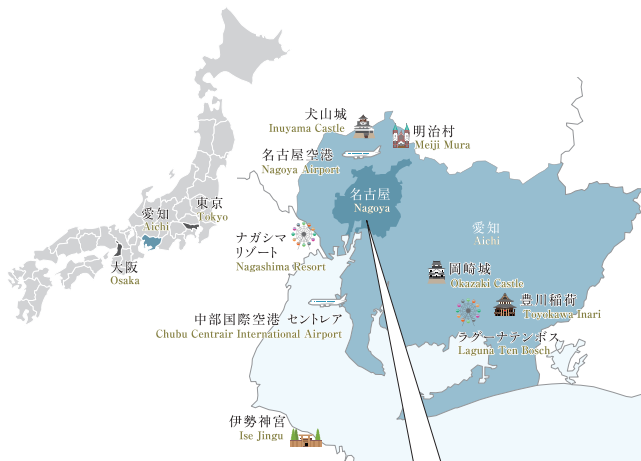 犬山城
Inuyama Castle
明治村
Meiji Mura
名古屋空港
Nagoya Airport
名古屋
Nagoya
東京
Tokyo
愛知
Aichi
大阪
Osaka
愛知
Aichi
ナガシマ
リゾート
Nagashima Resort
岡崎城
Okazaki Castle
豊川稲荷
Toyokawa Inari
中部国際空港 セントレア
Chubu Centrair International Airport
ラグーナテンボス
Laguna Ten Bosch
伊勢神宮
Ise Jingu